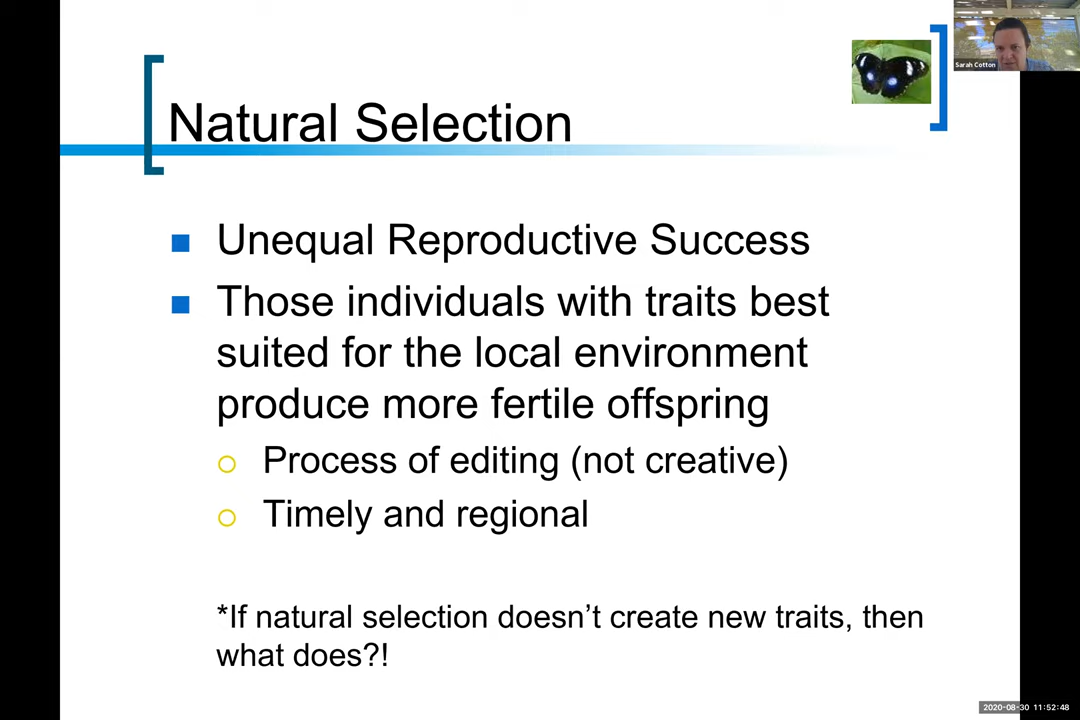 Sarah Cotton
Natural Selection
Unequal Reproductive Success
Those individuals with traits best
suited for the local environment
produce more fertile offspring
Process of editing (not creative)
Timely and regional
*If natural selection doesn’t create new traits, then
what does?!
2020-08-30 11:52:48